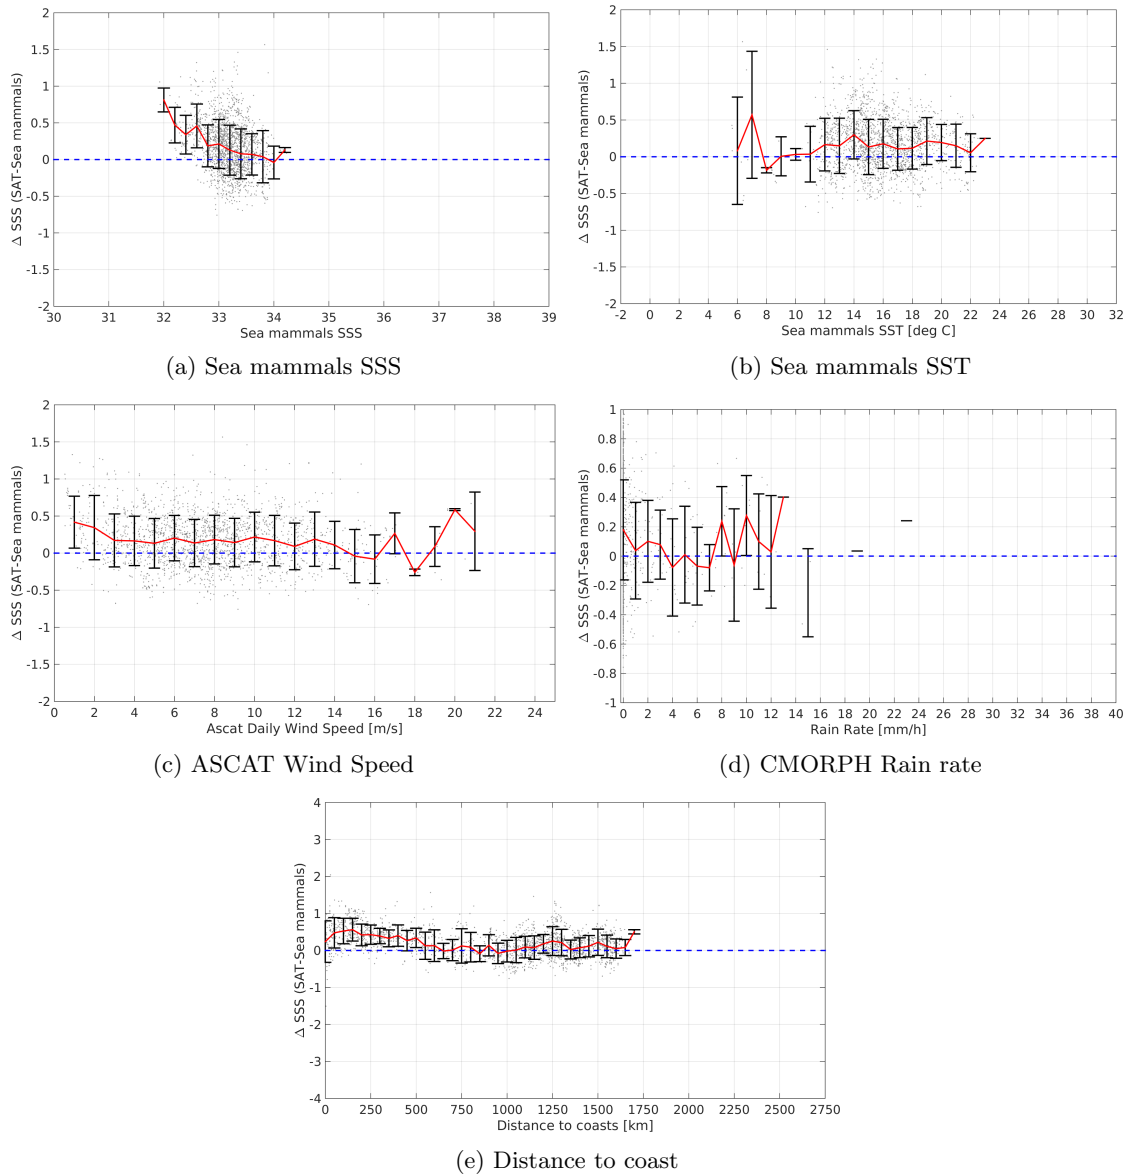 2
1.5
1
0.5
0
-0.5
-1
-1.5
-2
Δ SSS (SAT-Sea mammals)
30 31 32 33 34 35 36 37 38 39
Sea mammals SSS
(a) Sea mammals SSS
2
1.5
1
0.5
0
-0.5
-1
-1.5
-2
Δ SSS (SAT-Sea mammals)
-2 0 2 4 6 8 10 12 14 16 18 20 22 24 26 28 30 32
Sea mammals SST [deg C]
(b) Sea mammals SST
2
1.5
1
0.5
0
-0.5
-1
-1.5
-2
Δ SSS (SAT-Sea mammals)
0 2 4 6 8 10 12 14 16 18 20 22 24
Ascat Daily Wind Speed [m/s]
(c) ASCAT Wind Speed
1
0.8
0.6
0.4
0.2
0
-0.2
-0.4
-0.6
-0.8
-1
Δ SSS (SAT-Sea mammals)
0 2 4 6 8 10 12 14 16 18 20 22 24 26 28 30 32 34 36 38 40
Rain Rate [mm/h]
(d) CMORPH Rain rate
4
3
2
1
0
-1
-2
-3
-4
Δ SSS (SAT-Sea mammals)
0 250 500 750 1000 1250 1500 1750 2000 2250 2500 2750
Distance to coasts [km]
(e) Distance to coast